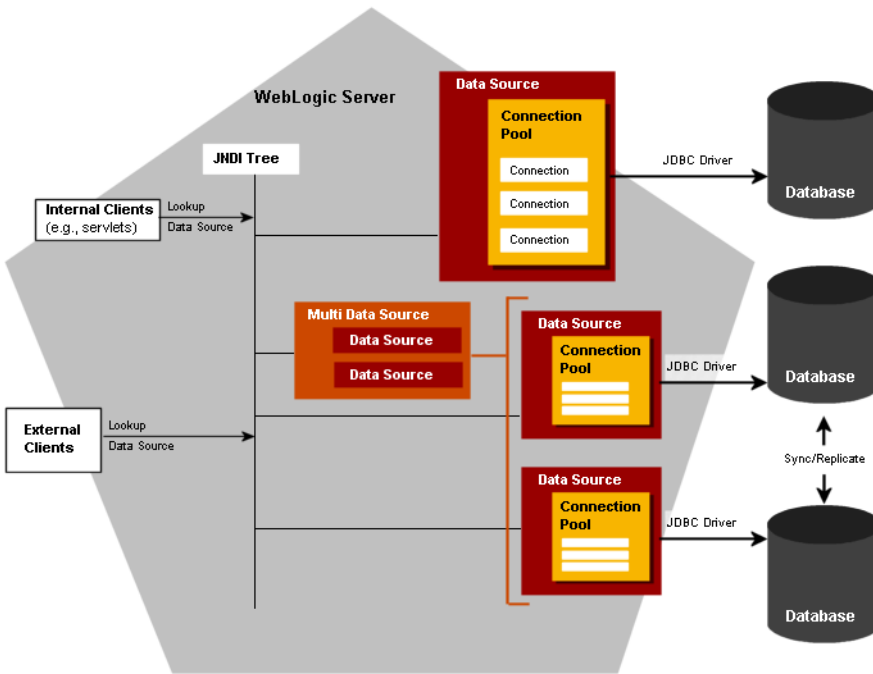 WebLogic Server
JNDI Tree
Internal Clients
(e.g., servlets)
Lookup
Data Source
Data Source
Connection
Pool
Connection
Connection
Connection
JDBC Driver
Database
Multi Data Source
Data Source
Data Source
Data Source
Connection
Pool
JDBC Driver
Database
External
Clients
Lookup
Data Source
Sync/Replicate
Data Source
Connection
Pool
JDBC Driver
Database